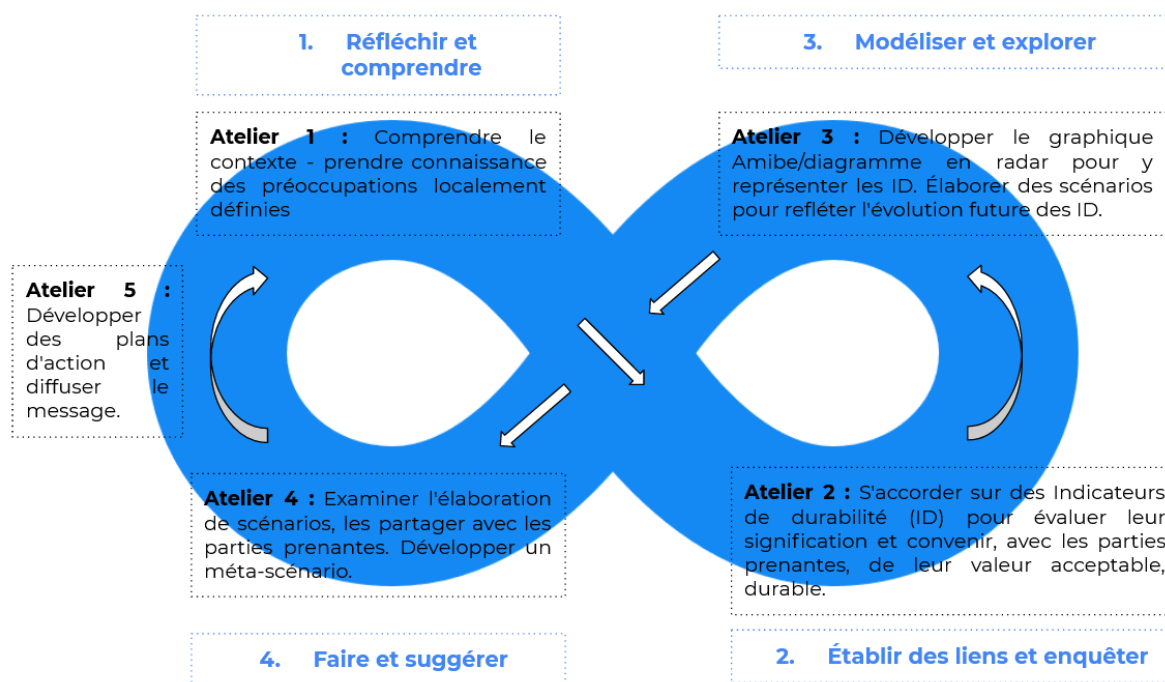 1. Réfléchir et
comprendre
3. Modéliser et explorer
Atelier 1 : Comprendre le
contexte - prendre connaissance
des préoccupations localement
définies
Atelier 3 : Développer le graphique
Amibe/diagramme en radar pour y
représenter les ID. Élaborer des scénarios
pour refléter l'évolution future des ID.
Atelier 5 :
Développer
des plans
d'action et
diffuser le
message.
Atelier 4 : Examiner l'élaboration
de scénarios, les partager avec les
parties prenantes. Développer un
méta-scénario.
Atelier 2 : S'accorder sur des Indicateurs
de durabilité (ID) pour évaluer leur
signification et convenir, avec les parties
prenantes, de leur valeur acceptable,
durable.
4. Faire et suggérer
2. Établir des liens et enquêter